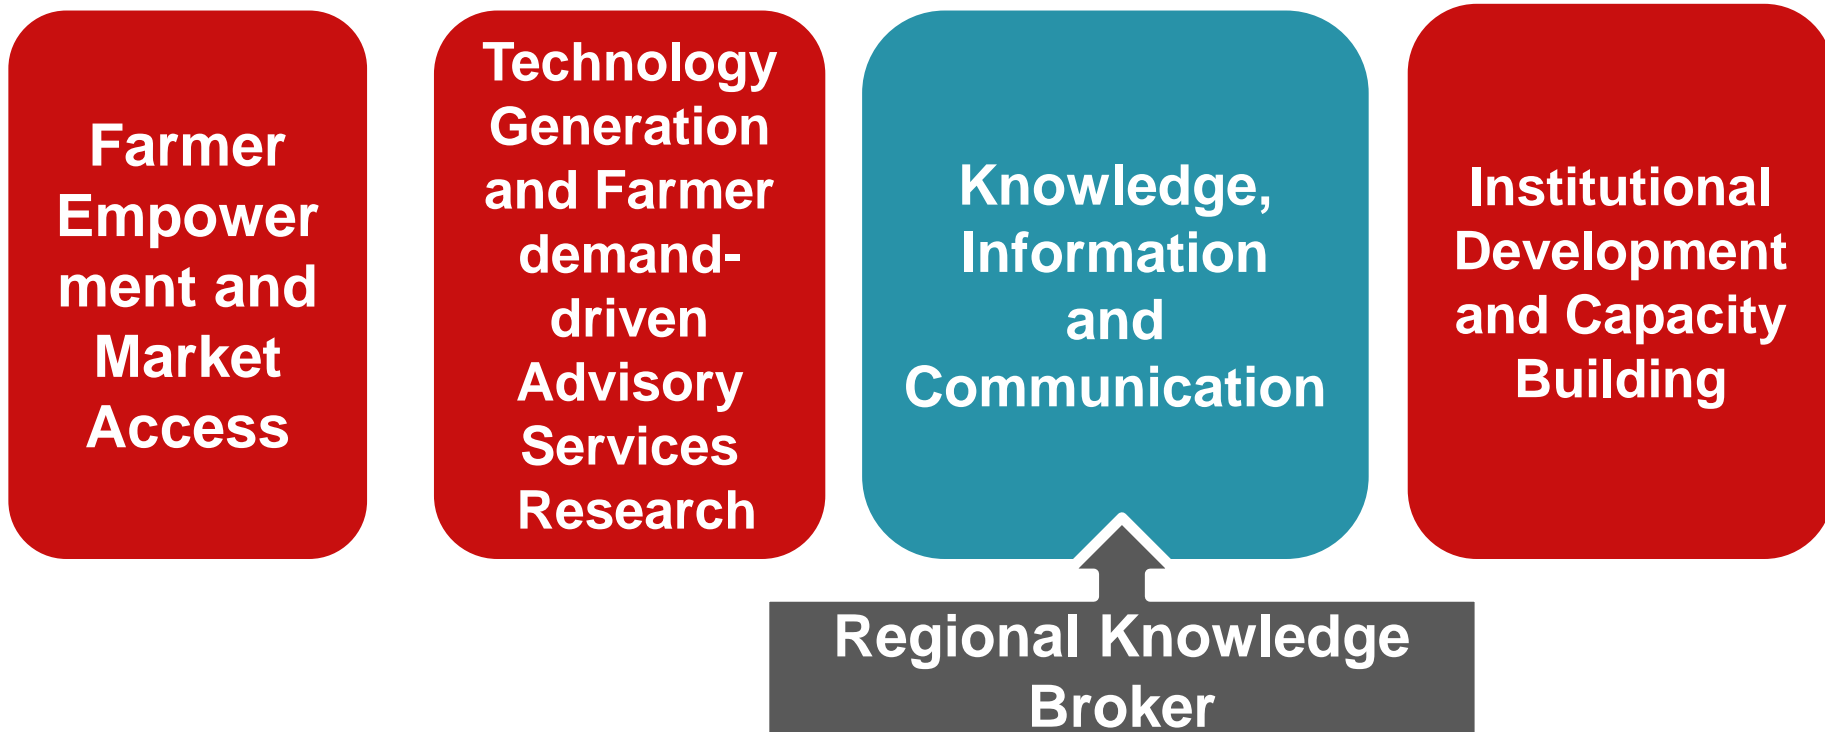 Farmer
Empower
ment and
Market
Access
Technology
Generation
and Farmer
demand-
driven
Advisory
Services
Research
Knowledge,
Information
and
Communication
Institutional
Development
and Capacity
Building
Regional Knowledge
Broker